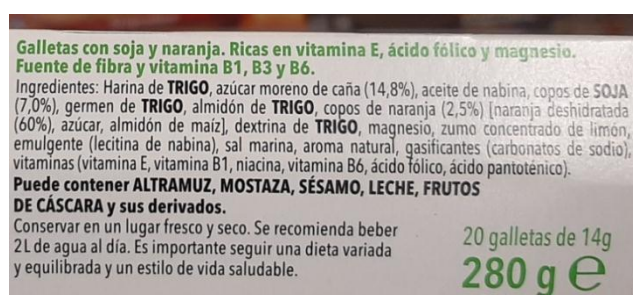 Galletas con soja y naranja. Ricas en vitamina E, ácido fólico y magnesio.
Fuente de fibra y vitamina B1, B3 y B6.
Ingredientes: Harina de TRIGO, azúcar moreno de caña (14,8%), aceite de nabina, copos de SOJA
(7,0%), germen de TRIGO, almidón de TRIGO, copos de naranja (2,5%) [naranja deshidratada
(60%), azúcar, almidón de maíz], dextrina de TRIGO, magnesio, zumo concentrado de limón,
emulgente (lecitina de nabina), sal marina, aroma natural, gasificantes (carbonatos de sodio),
vitaminas (vitamina E, vitamina B1, niacina, vitamina B6, ácido fólico, ácido pantoténico).
Puede contener ALTRAMUZ, MOSTAZA, SÉSAMO, LECHE, FRUTOS
DE CÁSCARA y sus derivados.
Conservar en un lugar fresco y seco. Se recomienda beber
2L de agua al día. Es importante seguir una dieta variada
y equilibrada y un estilo de vida saludable.
20 galletas de 14g
280 g e